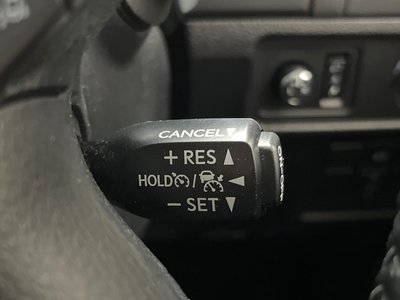 CANCEL▼
+ RES ▲
HOLD / ◄
− SET ▼